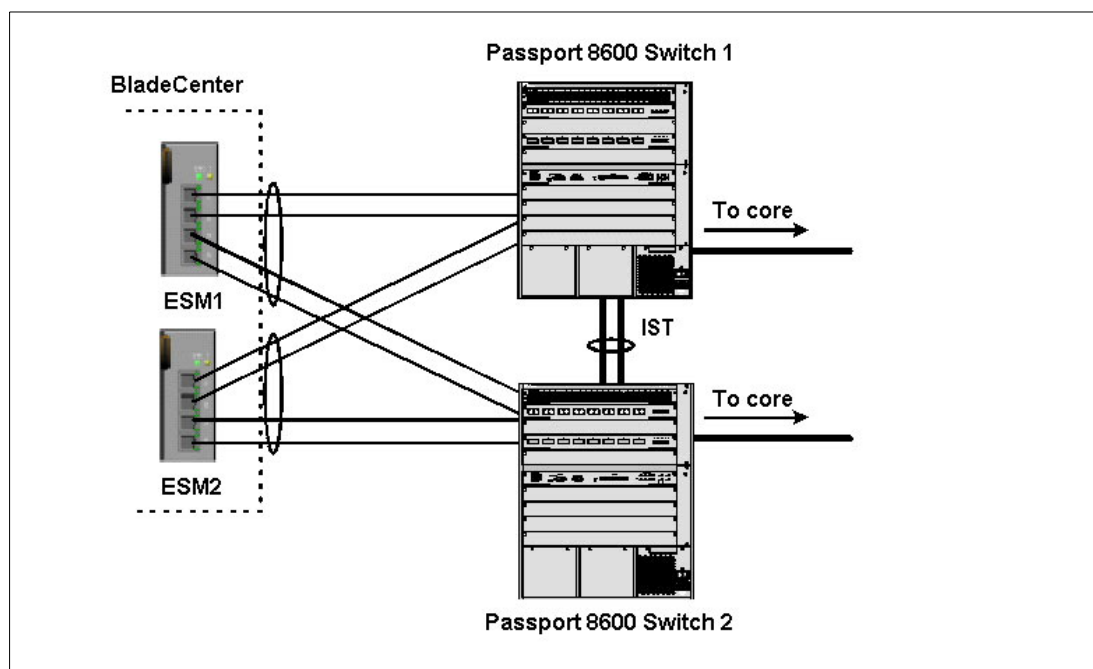 Passport 8600 Switch 1
BladeCenter
To core
ESM1
IST
To core
ESM2
Passport 8600 Switch 2